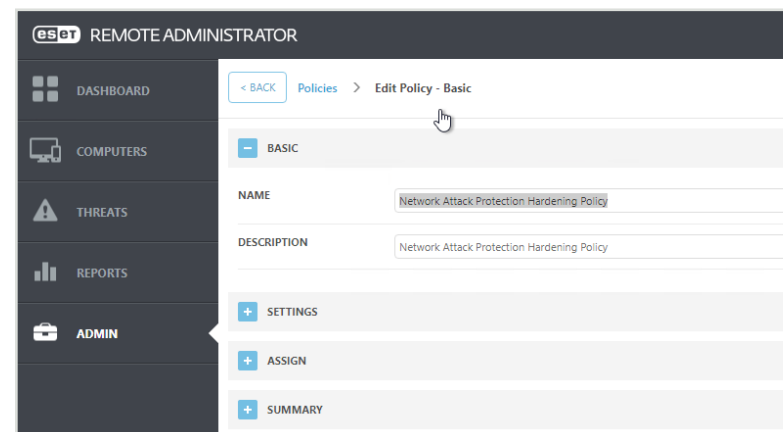 eset REMOTE ADMINISTRATOR
DASHBOARD
< BACK Policies > Edit Policy - Basic
COMPUTERS
BASIC
NAME Network Attack Protection Hardening Policy
THREATS
DESCRIPTION Network Attack Protection Hardening Policy
REPORTS
SETTINGS
ADMIN
ASSIGN
SUMMARY